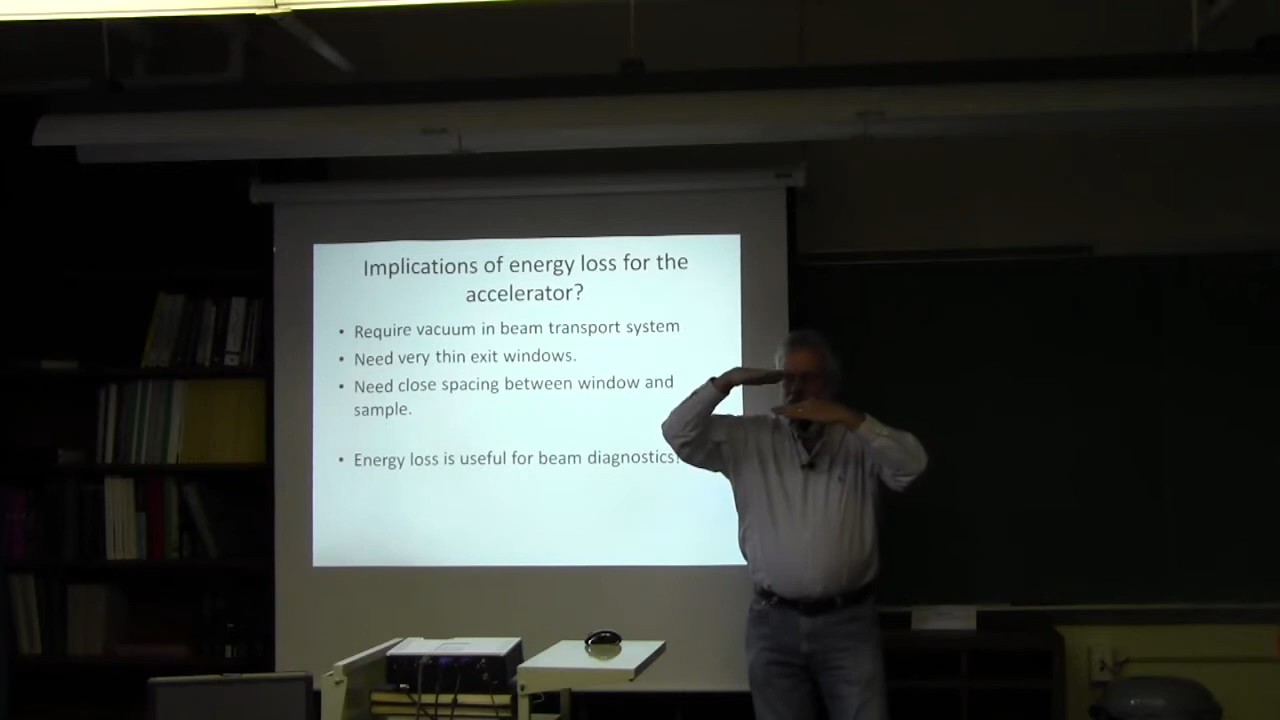 Implications of energy loss for the
accelerator?
• Require vacuum in beam transport system
• Need very thin exit windows.
• Need close spacing between window and
sample.
• Energy loss is useful for beam diagnostics!